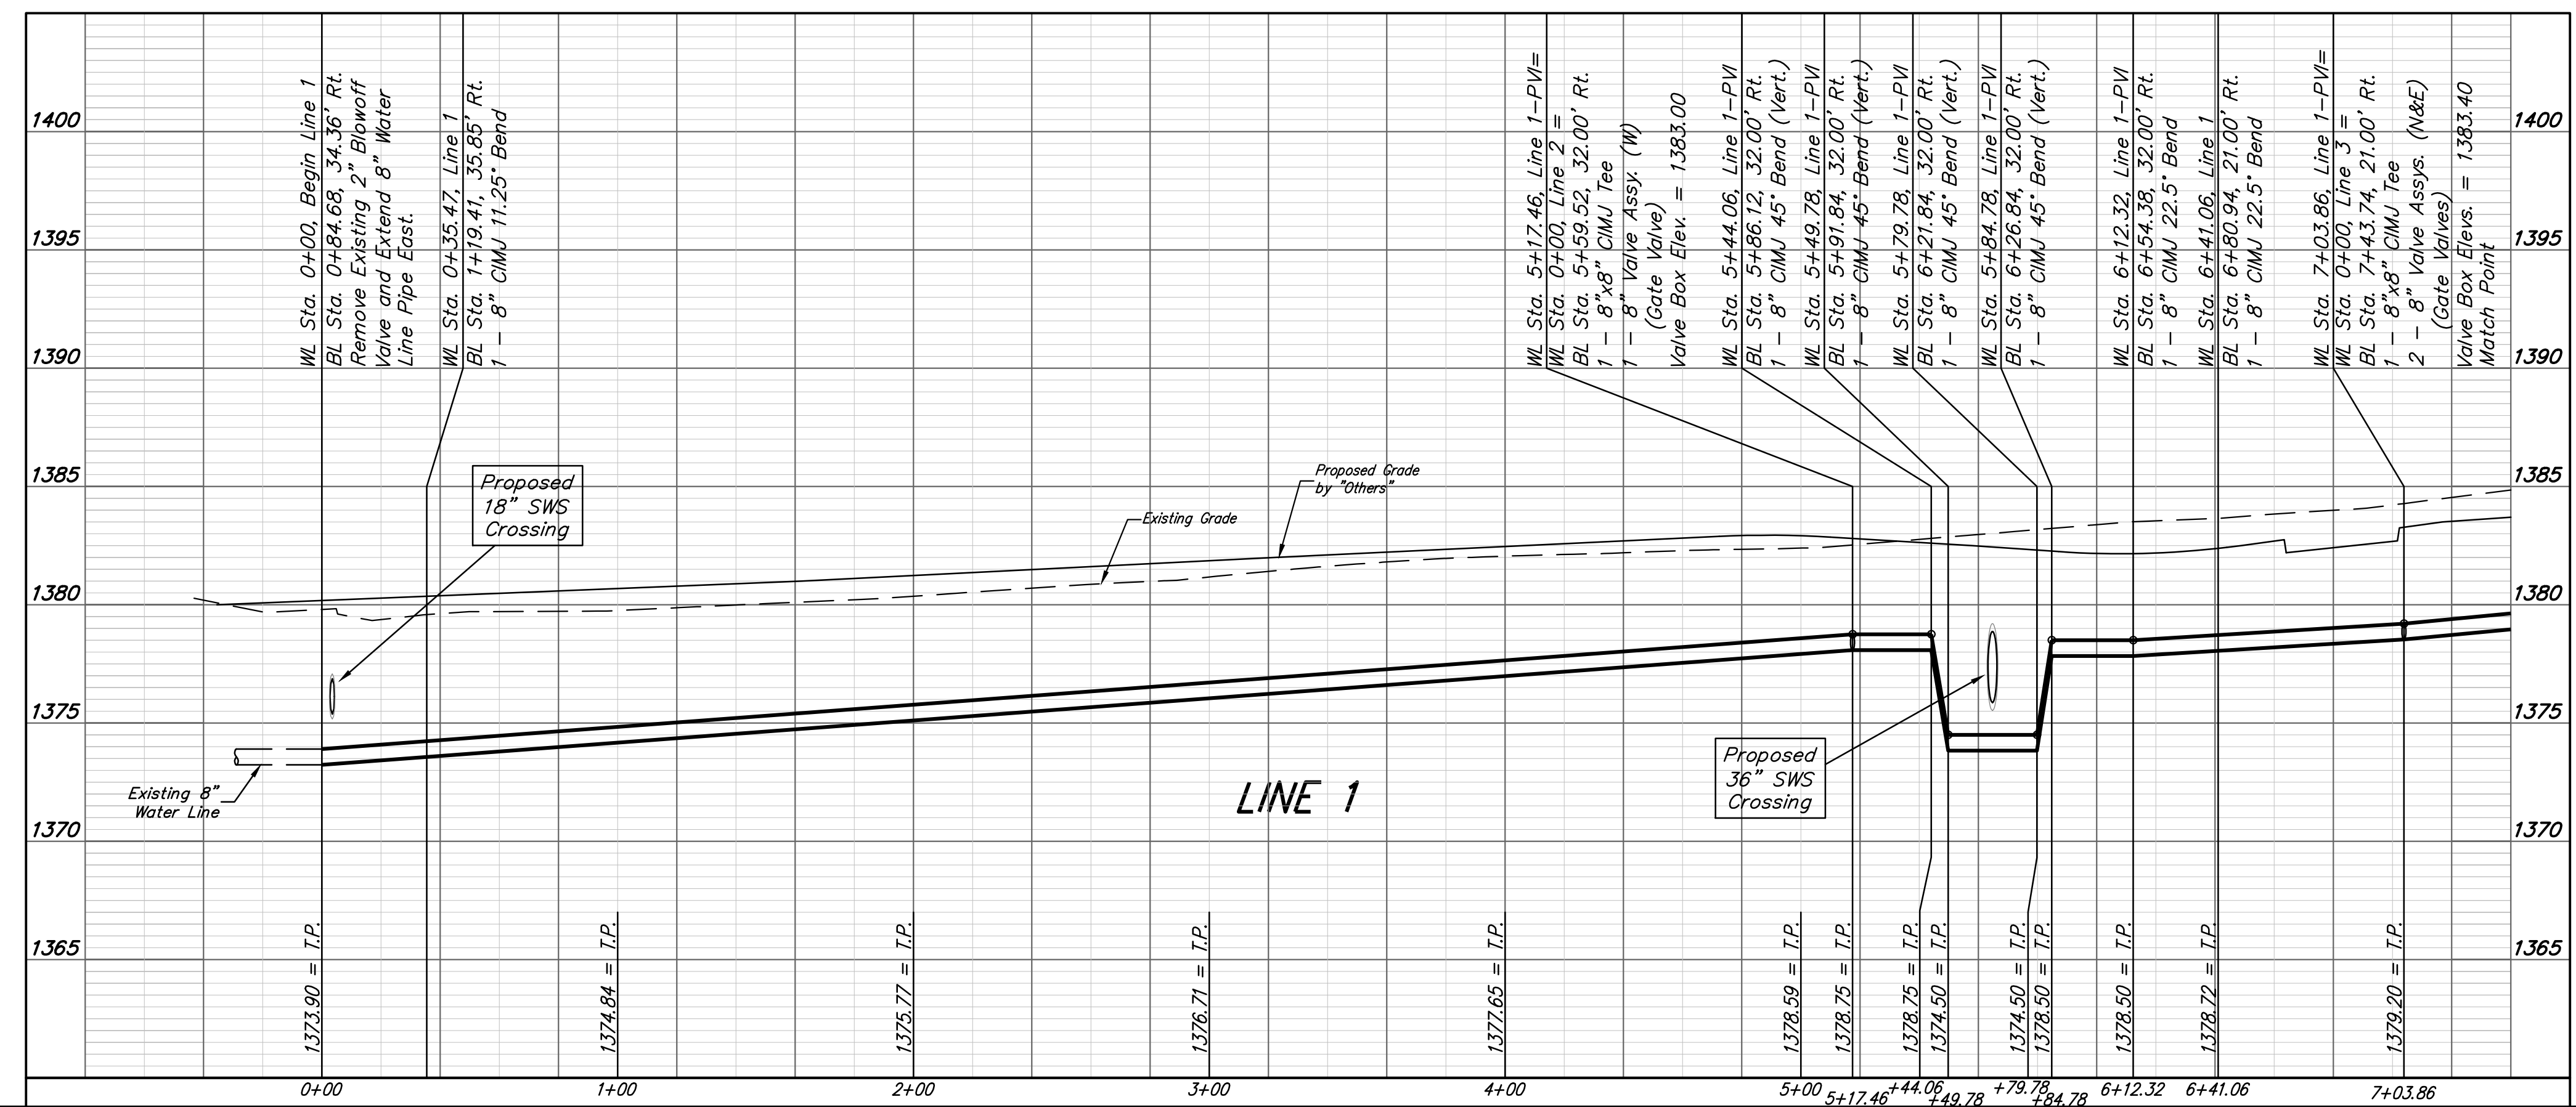 WL Sta. 0+00, Begin Line 1
BL Sta. 0+84.68, 34.36' Rt.
Remove Existing 2" Blowoff
Valve and Extend 8" Water
Line Pipe East.
WL Sta. 0+35.47, Line 1
BL Sta. 1+19.41, 35.85' Rt.
1 - 8" CIMJ 11.25° Bend
WL Sta. 5+17.46, Line 1-PVI=
WL Sta. 0+00, Line 2 =
BL Sta. 5+59.52, 32.00' Rt.
1 - 8"x8" CIMJ Tee
1 - 8" Valve Assy. (W)
(Gate Valve)
Valve Box Elev. = 1383.00
WL Sta. 5+44.06, Line 1-PVI
BL Sta. 5+86.12, 32.00' Rt.
1 - 8" CIMJ 45° Bend (Vert.)
WL Sta. 5+49.78, Line 1-PVI
BL Sta. 5+91.84, 32.00' Rt.
1 - 8" CIMJ 45° Bend (Vert.)
WL Sta. 5+79.78, Line 1-PVI
BL Sta. 6+21.84, 32.00' Rt.
1 - 8" CIMJ 45° Bend (Vert.)
WL Sta. 5+84.78, Line 1-PVI
BL Sta. 6+26.84, 32.00' Rt.
1 - 8" CIMJ 45° Bend (Vert.)
WL Sta. 6+12.32, Line 1-PVI
BL Sta. 6+54.38, 32.00' Rt.
1 - 8" CIMJ 22.5° Bend
WL Sta. 6+41.06, Line 1
BL Sta. 6+80.94, 21.00' Rt.
1 - 8" CIMJ 22.5° Bend
WL Sta. 7+03.86, Line 1-PVI=
WL Sta. 0+00, Line 3 =
BL Sta. 7+43.74, 21.00' Rt.
1 - 8"x8" CIMJ Tee
2 - 8" Valve Assys. (N&E)
(Gate Valves)
Valve Box Elevs. = 1383.40
Match Point
1400
1400
1395
1395
1390
1390
1385
1385
1380
1380
1375
1375
1370
1370
1365
1365
Proposed
18" SWS
Crossing
Proposed Grade
by "Others"
Existing Grade
Existing 8"
Water Line
LINE 1
Proposed
36" SWS
Crossing
1373.90 = T.P.
1374.84 = T.P.
1375.77 = T.P.
1376.71 = T.P.
1377.65 = T.P.
1378.59 = T.P.
1378.75 = T.P.
1378.75 = T.P.
1374.50 = T.P.
1374.50 = T.P.
1378.50 = T.P.
1378.50 = T.P.
1378.72 = T.P.
1379.20 = T.P.
0+00
1+00
2+00
3+00
4+00
5+00
5+17.46
+44.06
+49.78
+79.78
+84.78
6+12.32
6+41.06
7+03.86